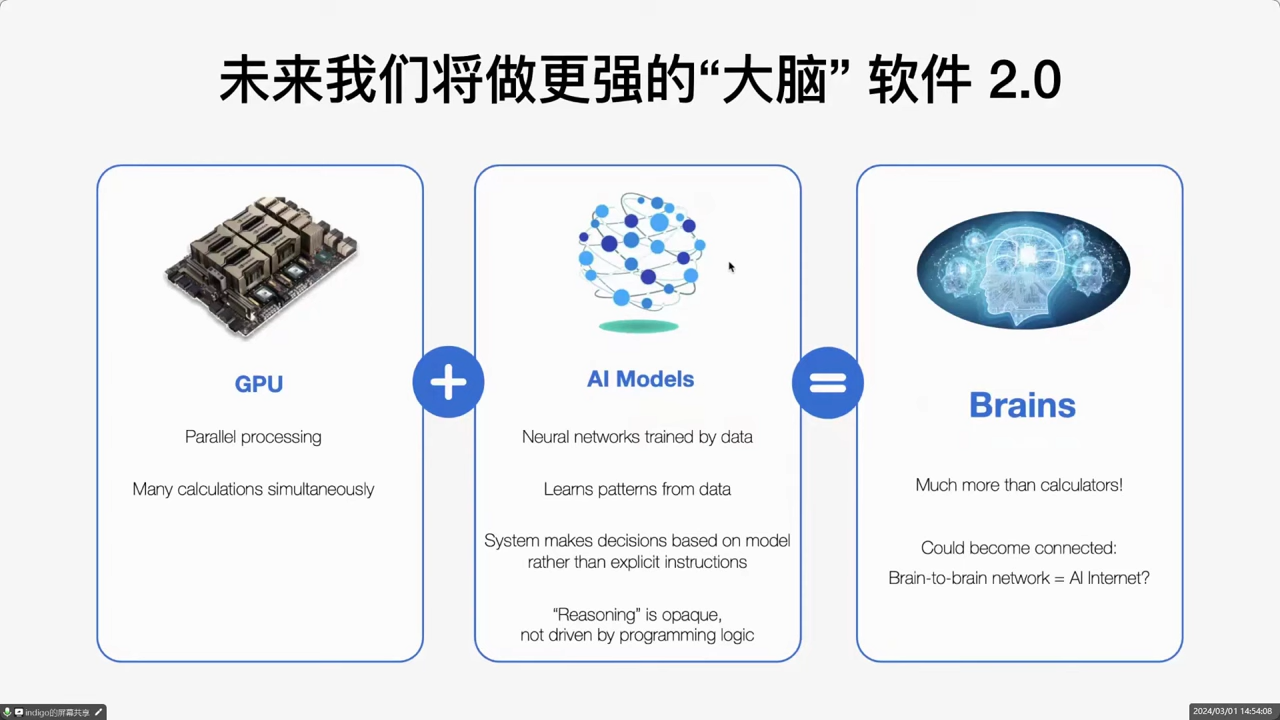 未来我们将做更强的“大脑” 软件 2.0
GPU
Parallel processing
Many calculations simultaneously
AI Models
Neural networks trained by data
Learns patterns from data
System makes decisions based on model
rather than explicit instructions
“Reasoning” is opaque,
not driven by programming logic
Brains
Much more than calculators!
Could become connected:
Brain-to-brain network = AI Internet?
indigo的屏幕共享
2024/03/01 14:54:08